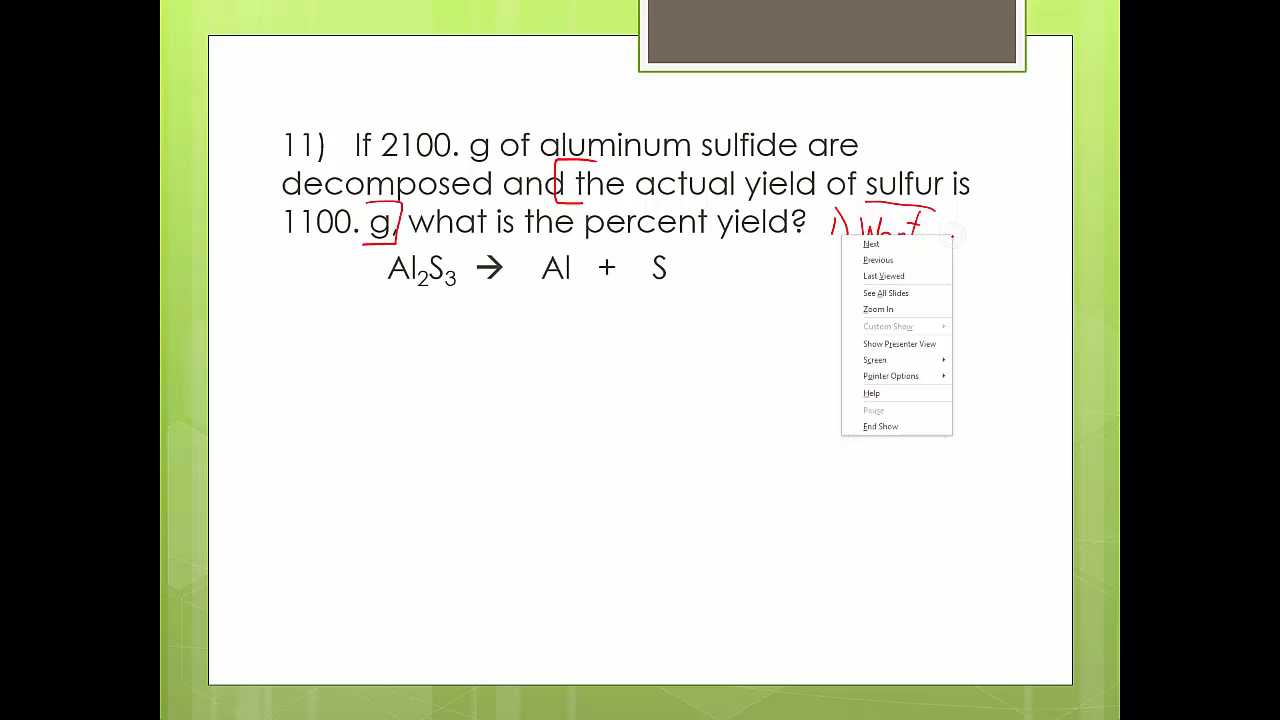 11) If 2100. g of aluminum sulfide are
decomposed and the actual yield of sulfur is
1100. g, what is the percent yield? 1) Want
Al₂S₃ → Al + S
Next
Previous
Last Viewed
See All Slides
Zoom In
Custom Show
Show Presenter View
Screen
Pointer Options
Help
Pause
End Show